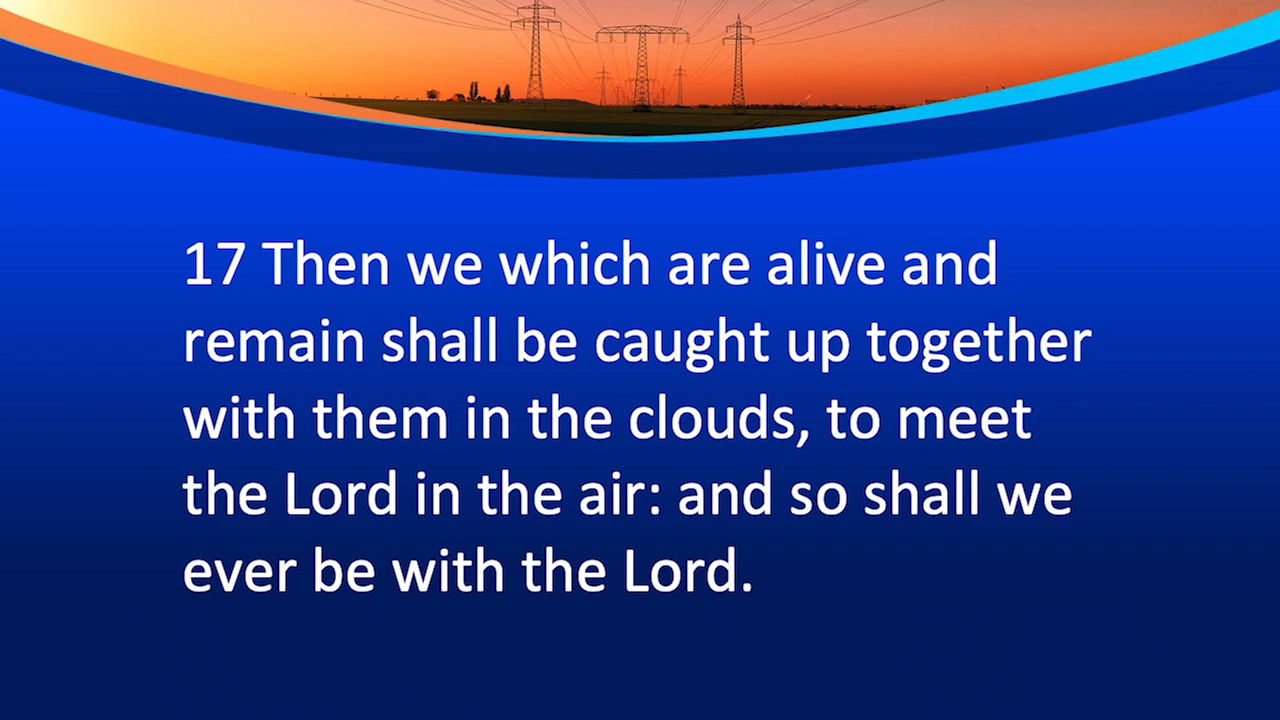 17 Then we which are alive and
remain shall be caught up together
with them in the clouds, to meet
the Lord in the air: and so shall we
ever be with the Lord.